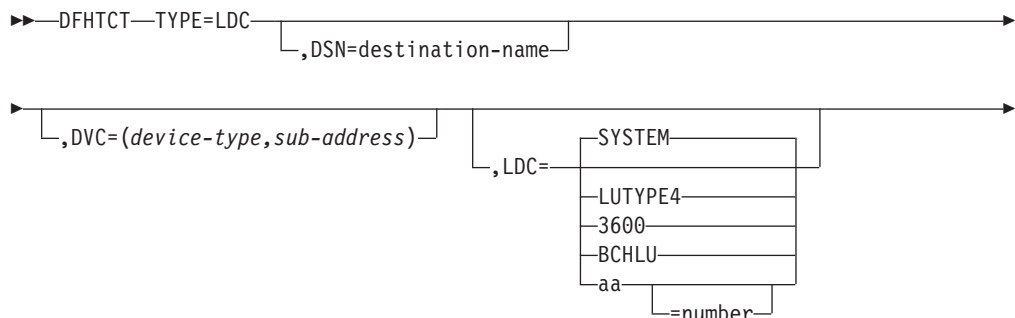 DFHTCT TYPE=LDC
,DSN=destination-name
,DVC=(device-type,sub-address)
,LDC=
SYSTEM
LUTYPE4
3600
BCHLU
aa
=number